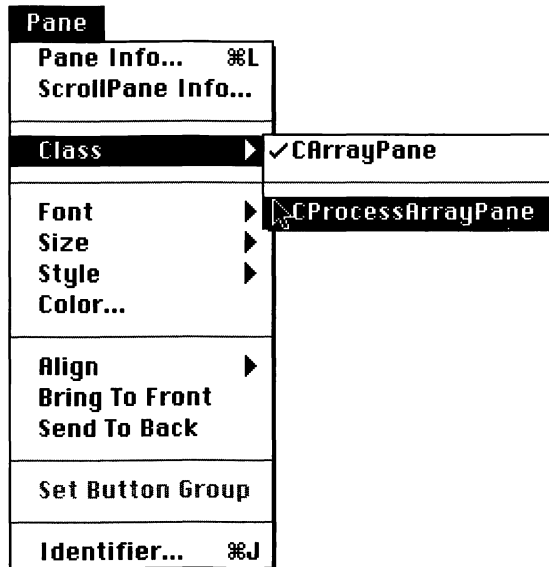 Pane
Pane Info... ⌘L
ScrollPane Info...
Class ✓CArrayPane
Font CProcessArrayPane
Size
Style
Color...
Align
Bring To Front
Send To Back
Set Button Group
Identifier... ⌘J